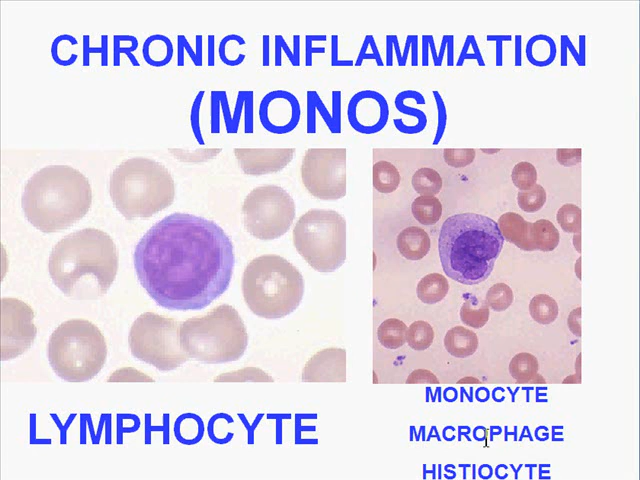 CHRONIC INFLAMMATION
(MONOS)
LYMPHOCYTE
MONOCYTE
MACROPHAGE
HISTIOCYTE